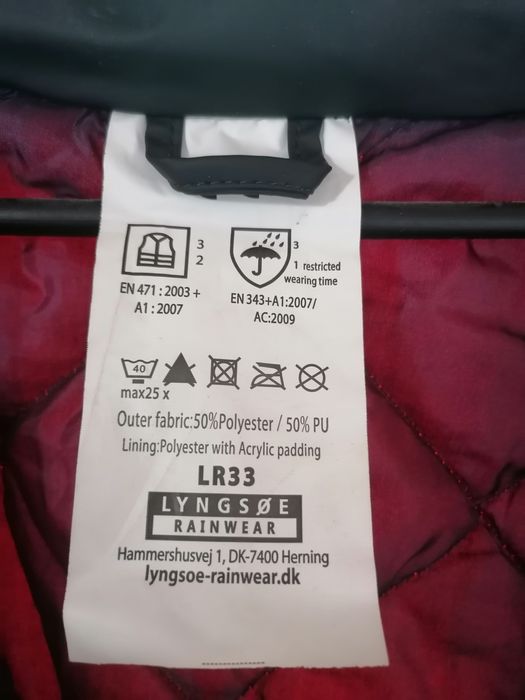 3
2
EN 471 : 2003 +
A1 : 2007
3
1 restricted
wearing time
EN 343+A1:2007/
AC:2009
40
max25 x
Outer fabric:50%Polyester / 50% PU
Lining:Polyester with Acrylic padding
LR33
LYNGSØE
RAINWEAR
Hammershusvej 1, DK-7400 Herning
lyngsoe-rainwear.dk